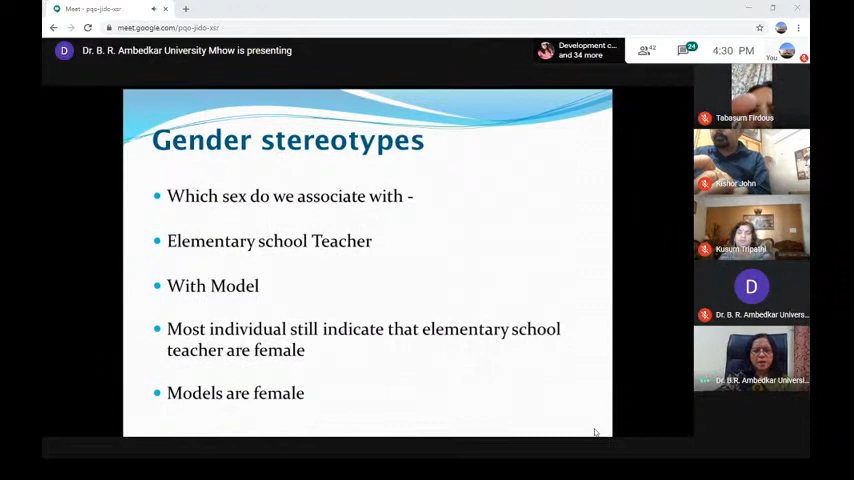 Meet - pqo-jido-xsr
meet.google.com/pqo-jido-xsr
D
Dr. B. R. Ambedkar University Mhow is presenting
Development c...
and 34 more
42
24
4:30 PM
You
Gender stereotypes
Which sex do we associate with -
Elementary school Teacher
With Model
Most individual still indicate that elementary school
teacher are female
Models are female
Tabasum Firdous
Kishor John
Kusum Tripathi
D
Dr. B. R. Ambedkar Univers...
Dr. B.R. Ambedkar Universi...